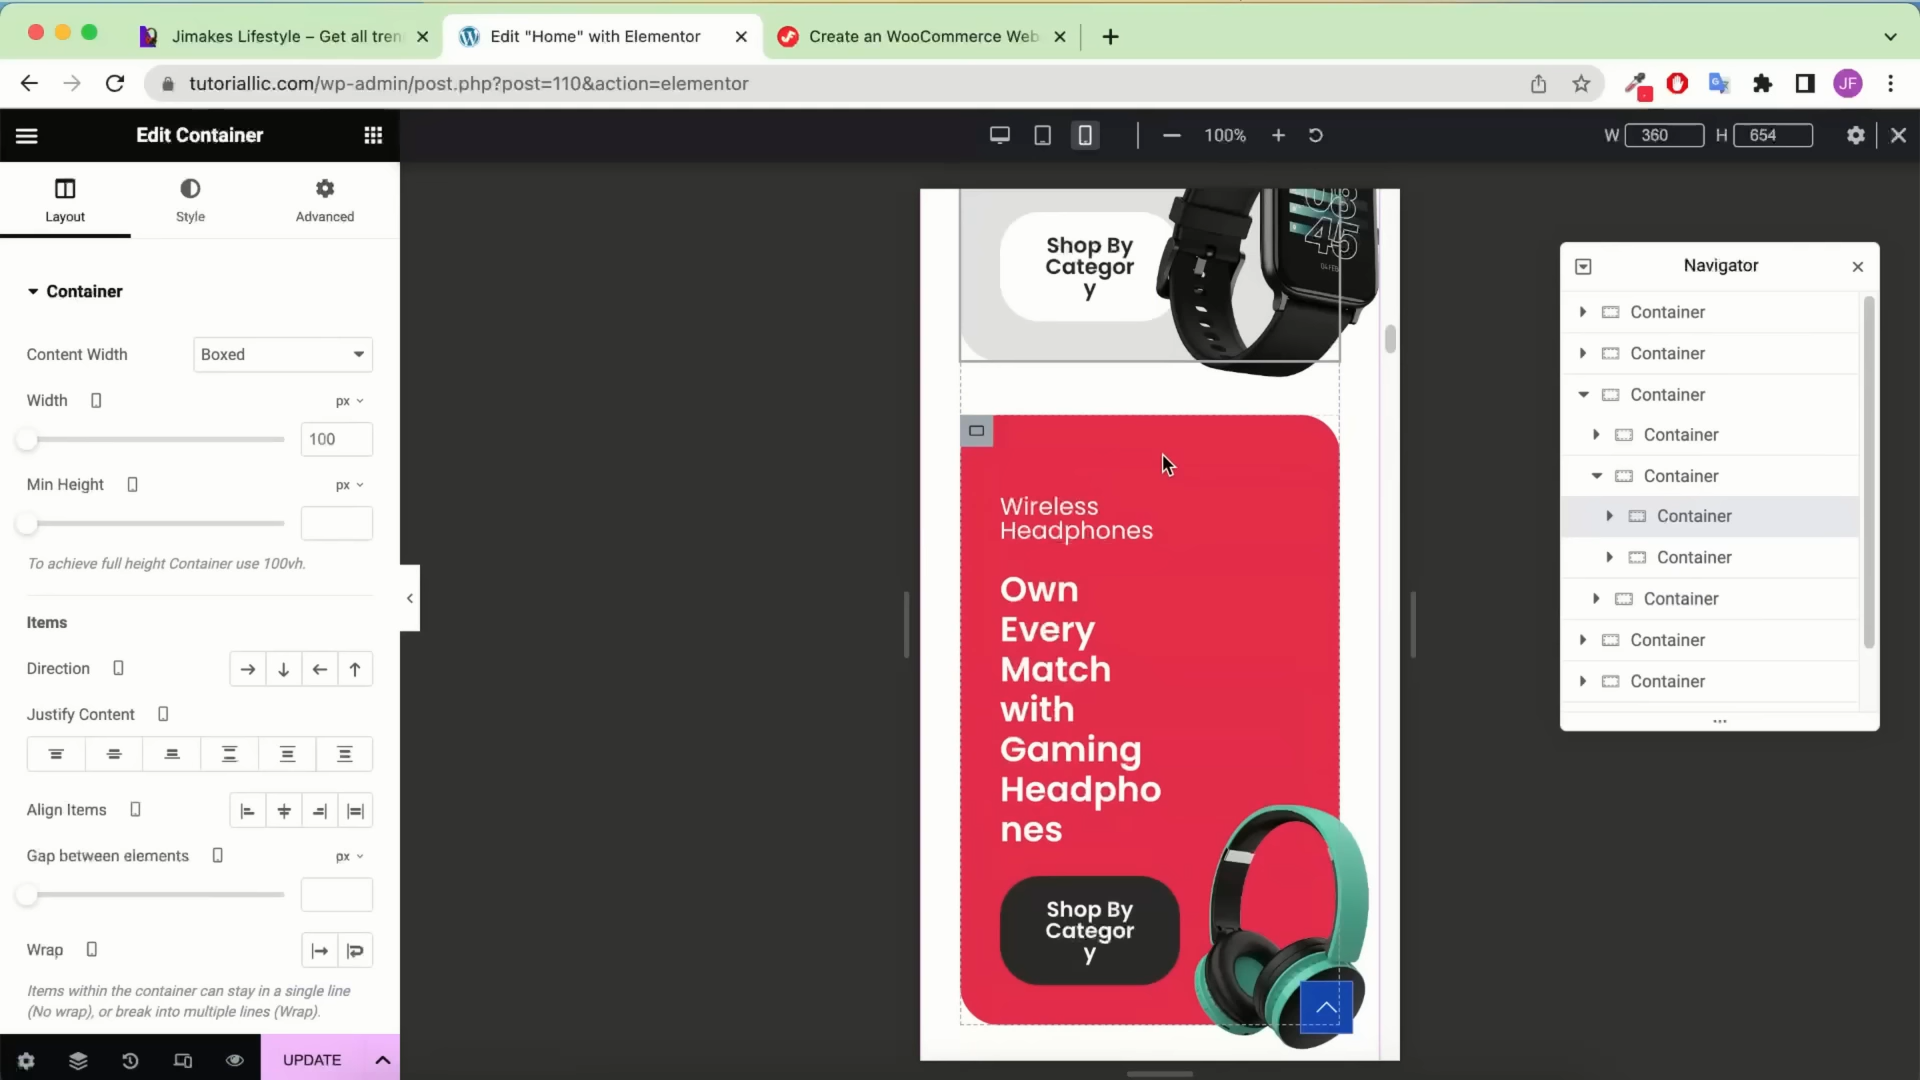 Jimakes Lifestyle – Get all tren
Edit "Home" with Elementor
Create an WooCommerce Web
tutoriallic.com/wp-admin/post.php?post=110&action=elementor
JF
Edit Container
100%
W 360 H 654
Layout
Style
Advanced
Container
Content Width
Boxed
Width
px
100
Min Height
px
To achieve full height Container use 100vh.
Items
Direction
Justify Content
Align Items
Gap between elements
px
Wrap
Items within the container can stay in a single line
(No wrap), or break into multiple lines (Wrap).
UPDATE
Shop By
Categor
y
08
45
Wireless
Headphones
Own
Every
Match
with
Gaming
Headpho
nes
Shop By
Categor
y
Navigator
Container
Container
Container
Container
Container
Container
Container
Container
Container
Container